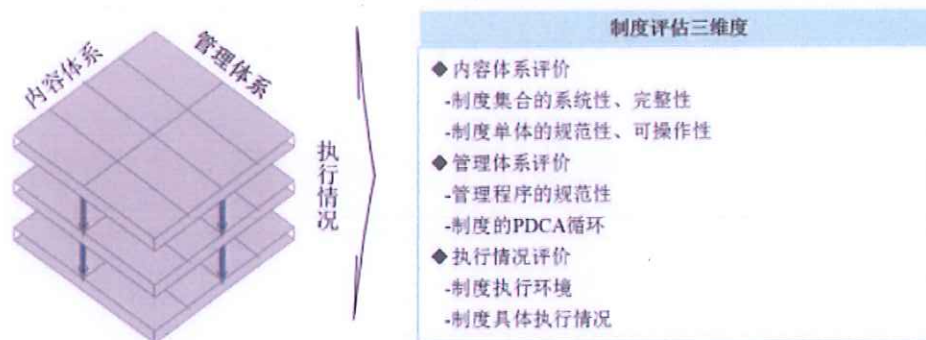 内容体系
管理体系
执行情况
制度评估三维度
◆内容体系评价
-制度集合的系统性、完整性
-制度单体的规范性、可操作性
◆管理体系评价
-管理程序的规范性
-制度的PDCA循环
◆执行情况评价
-制度执行环境
-制度具体执行情况